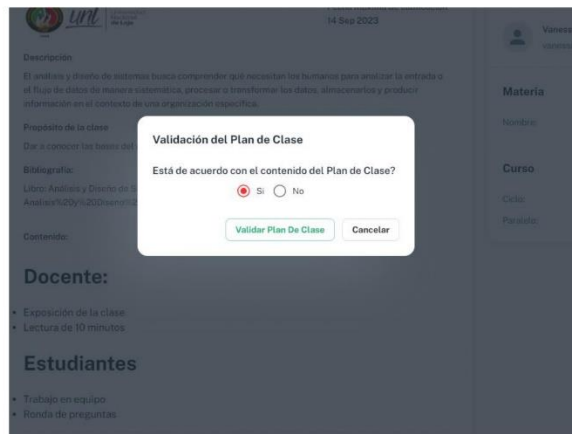 unl
UNIVERSIDAD
NACIONAL
de Loja
14 Sep 2023
Vanessa
Descripción
El análisis y diseño de sistemas busca comprender qué necesitan los humanos para analizar la entrada o
el flujo de datos de manera sistemática, procesar o transformar los datos, almacenarlos y producir
información en el contexto de una organización específica.
Materia
Nombre:
Propósito de la clase
Dar a conocer las bases del
Validación del Plan de Clase
Está de acuerdo con el contenido del Plan de Clase?
Si No
Validar Plan De Clase Cancelar
Bibliografía:
Libro: Análisis y Diseño de S
Curso
Ciclo:
Paralelo:
Contenido:
Docente:
Exposición de la clase
Lectura de 10 minutos
Estudiantes
Trabajo en equipo
Ronda de preguntas